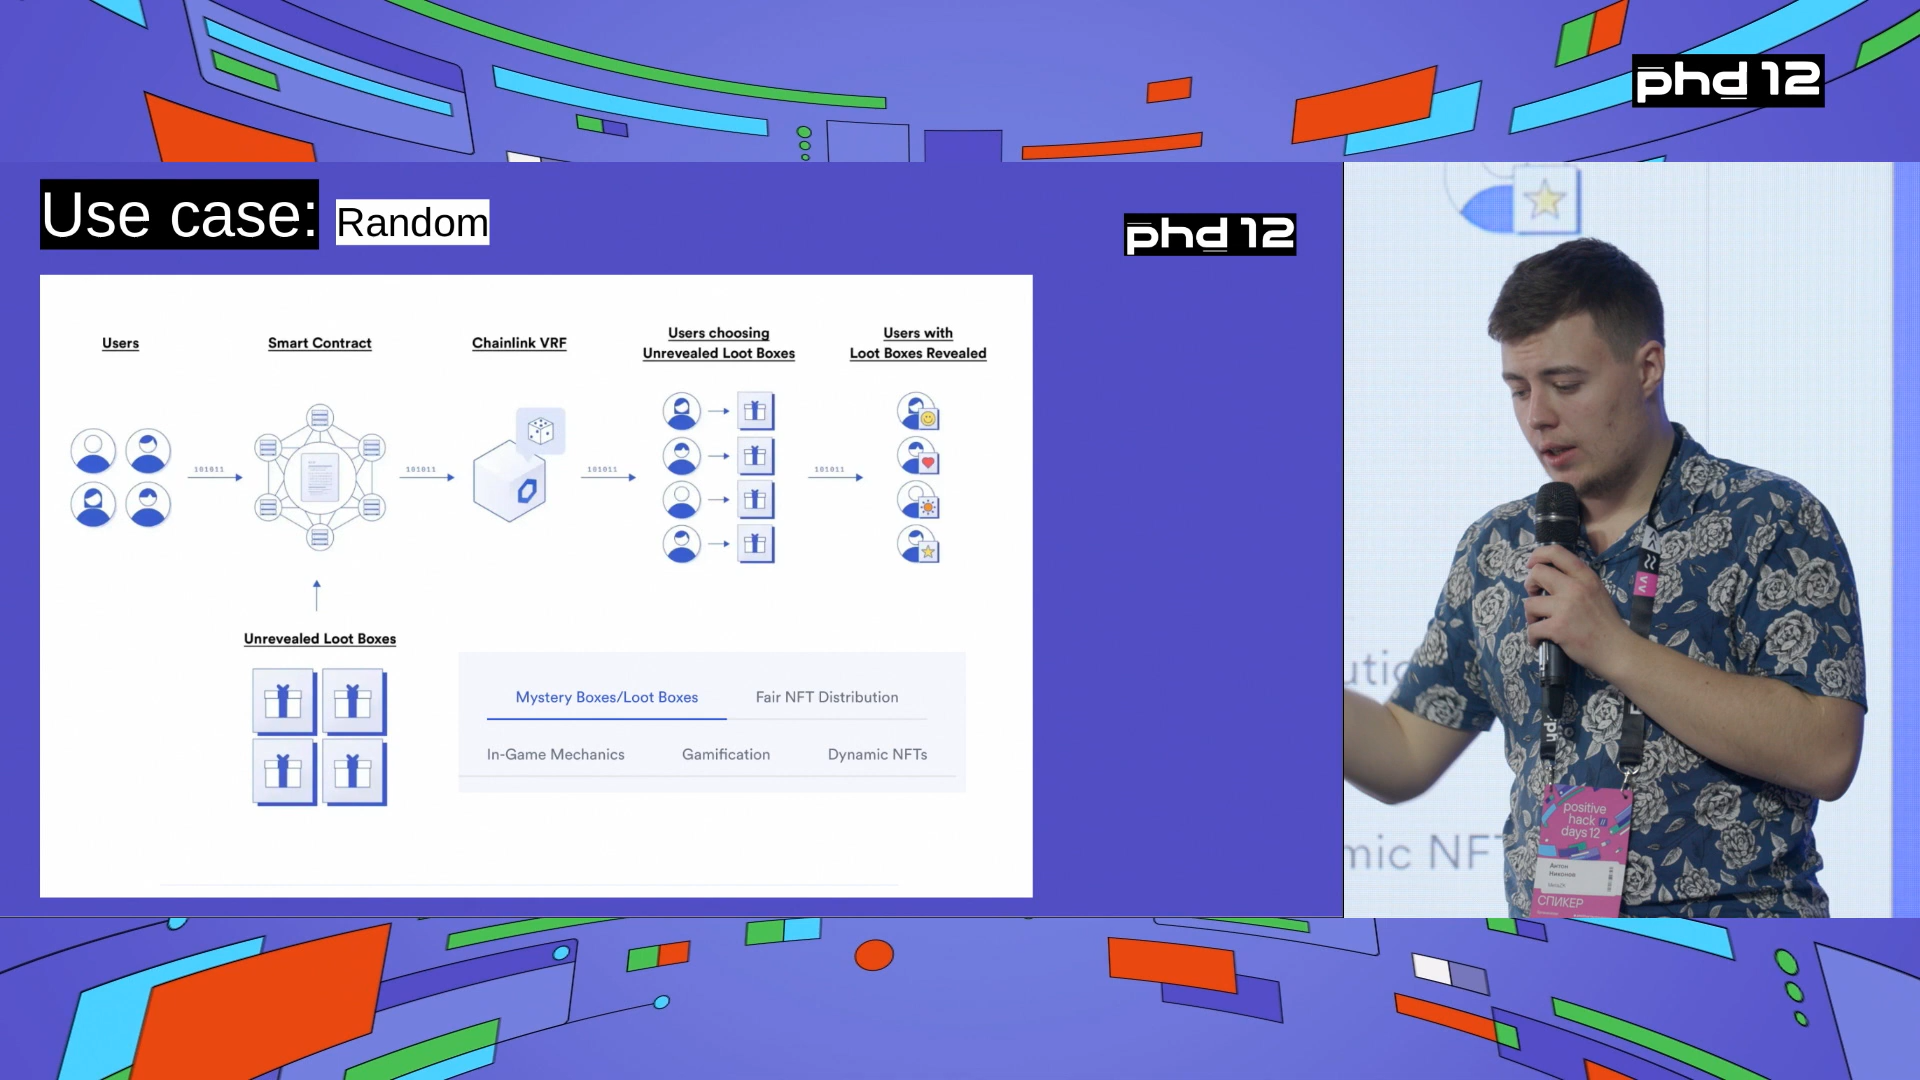 phd 12
Use case: Random
phd 12
Users
Smart Contract
Chainlink VRF
Users choosing
Unrevealed Loot Boxes
Users with
Loot Boxes Revealed
101011
101011
101011
101011
Unrevealed Loot Boxes
Mystery Boxes/Loot Boxes
Fair NFT Distribution
In-Game Mechanics
Gamification
Dynamic NFTs
mic NFT
positive
hack
days 12
Антон
Никонов
СПИКЕР